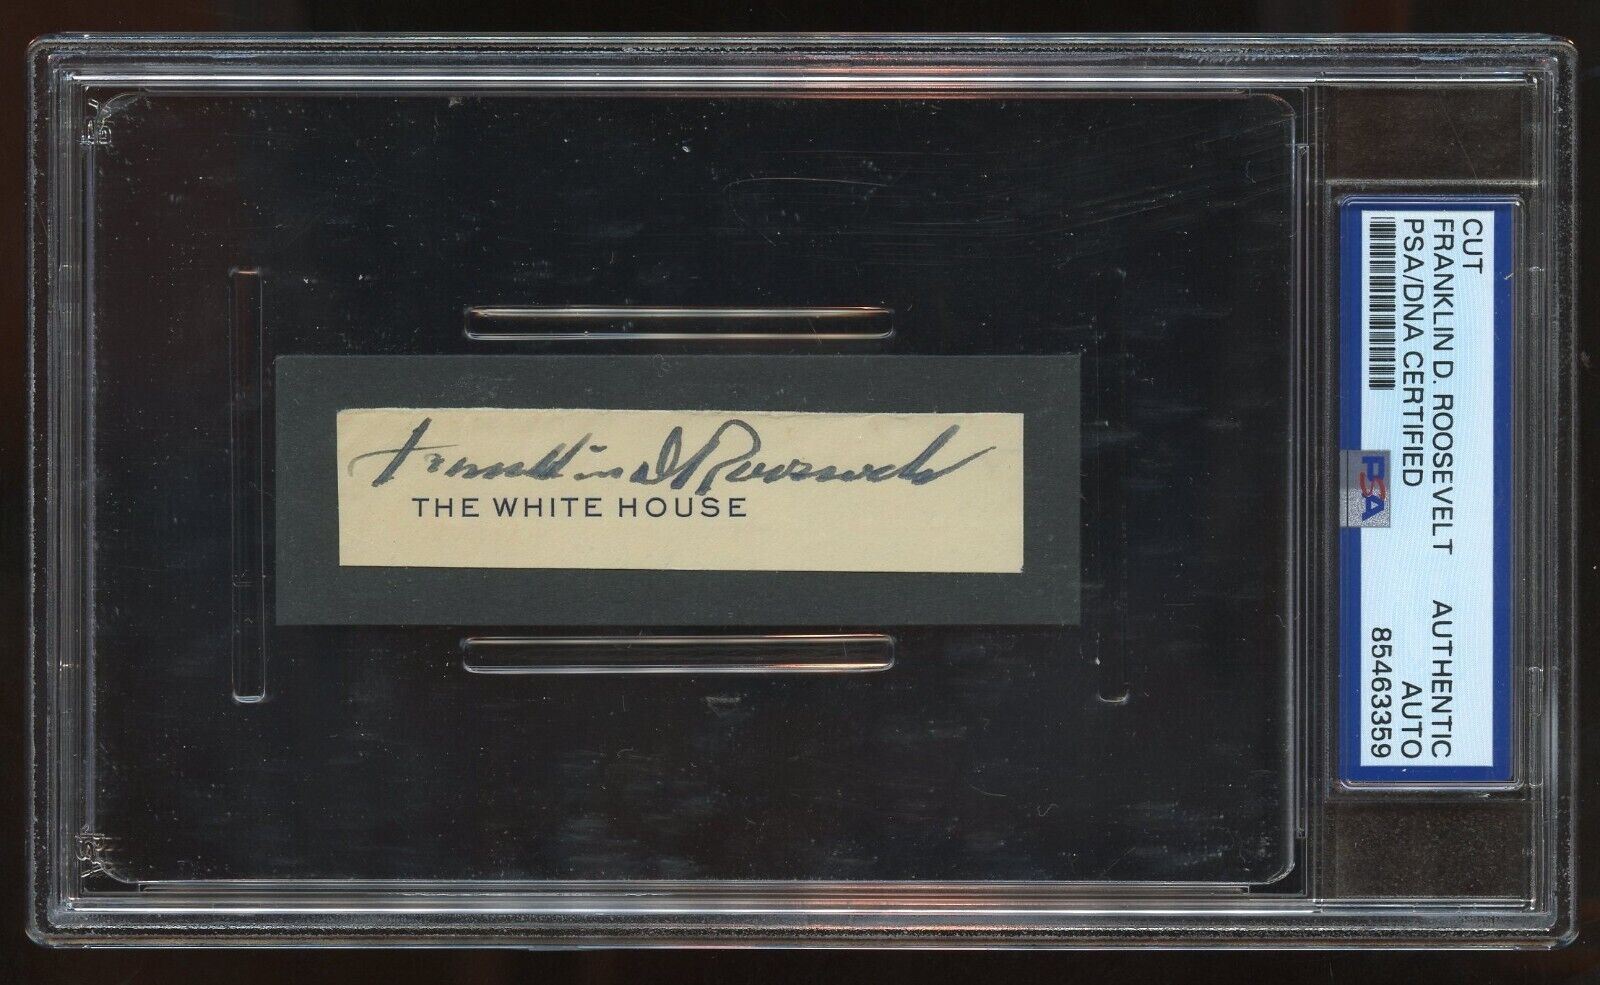 Franklin D Roosevelt
THE WHITE HOUSE
CUT
FRANKLIN D. ROOSEVELT AUTHENTIC
PSA/DNA CERTIFIED AUTO
85463359
PSA